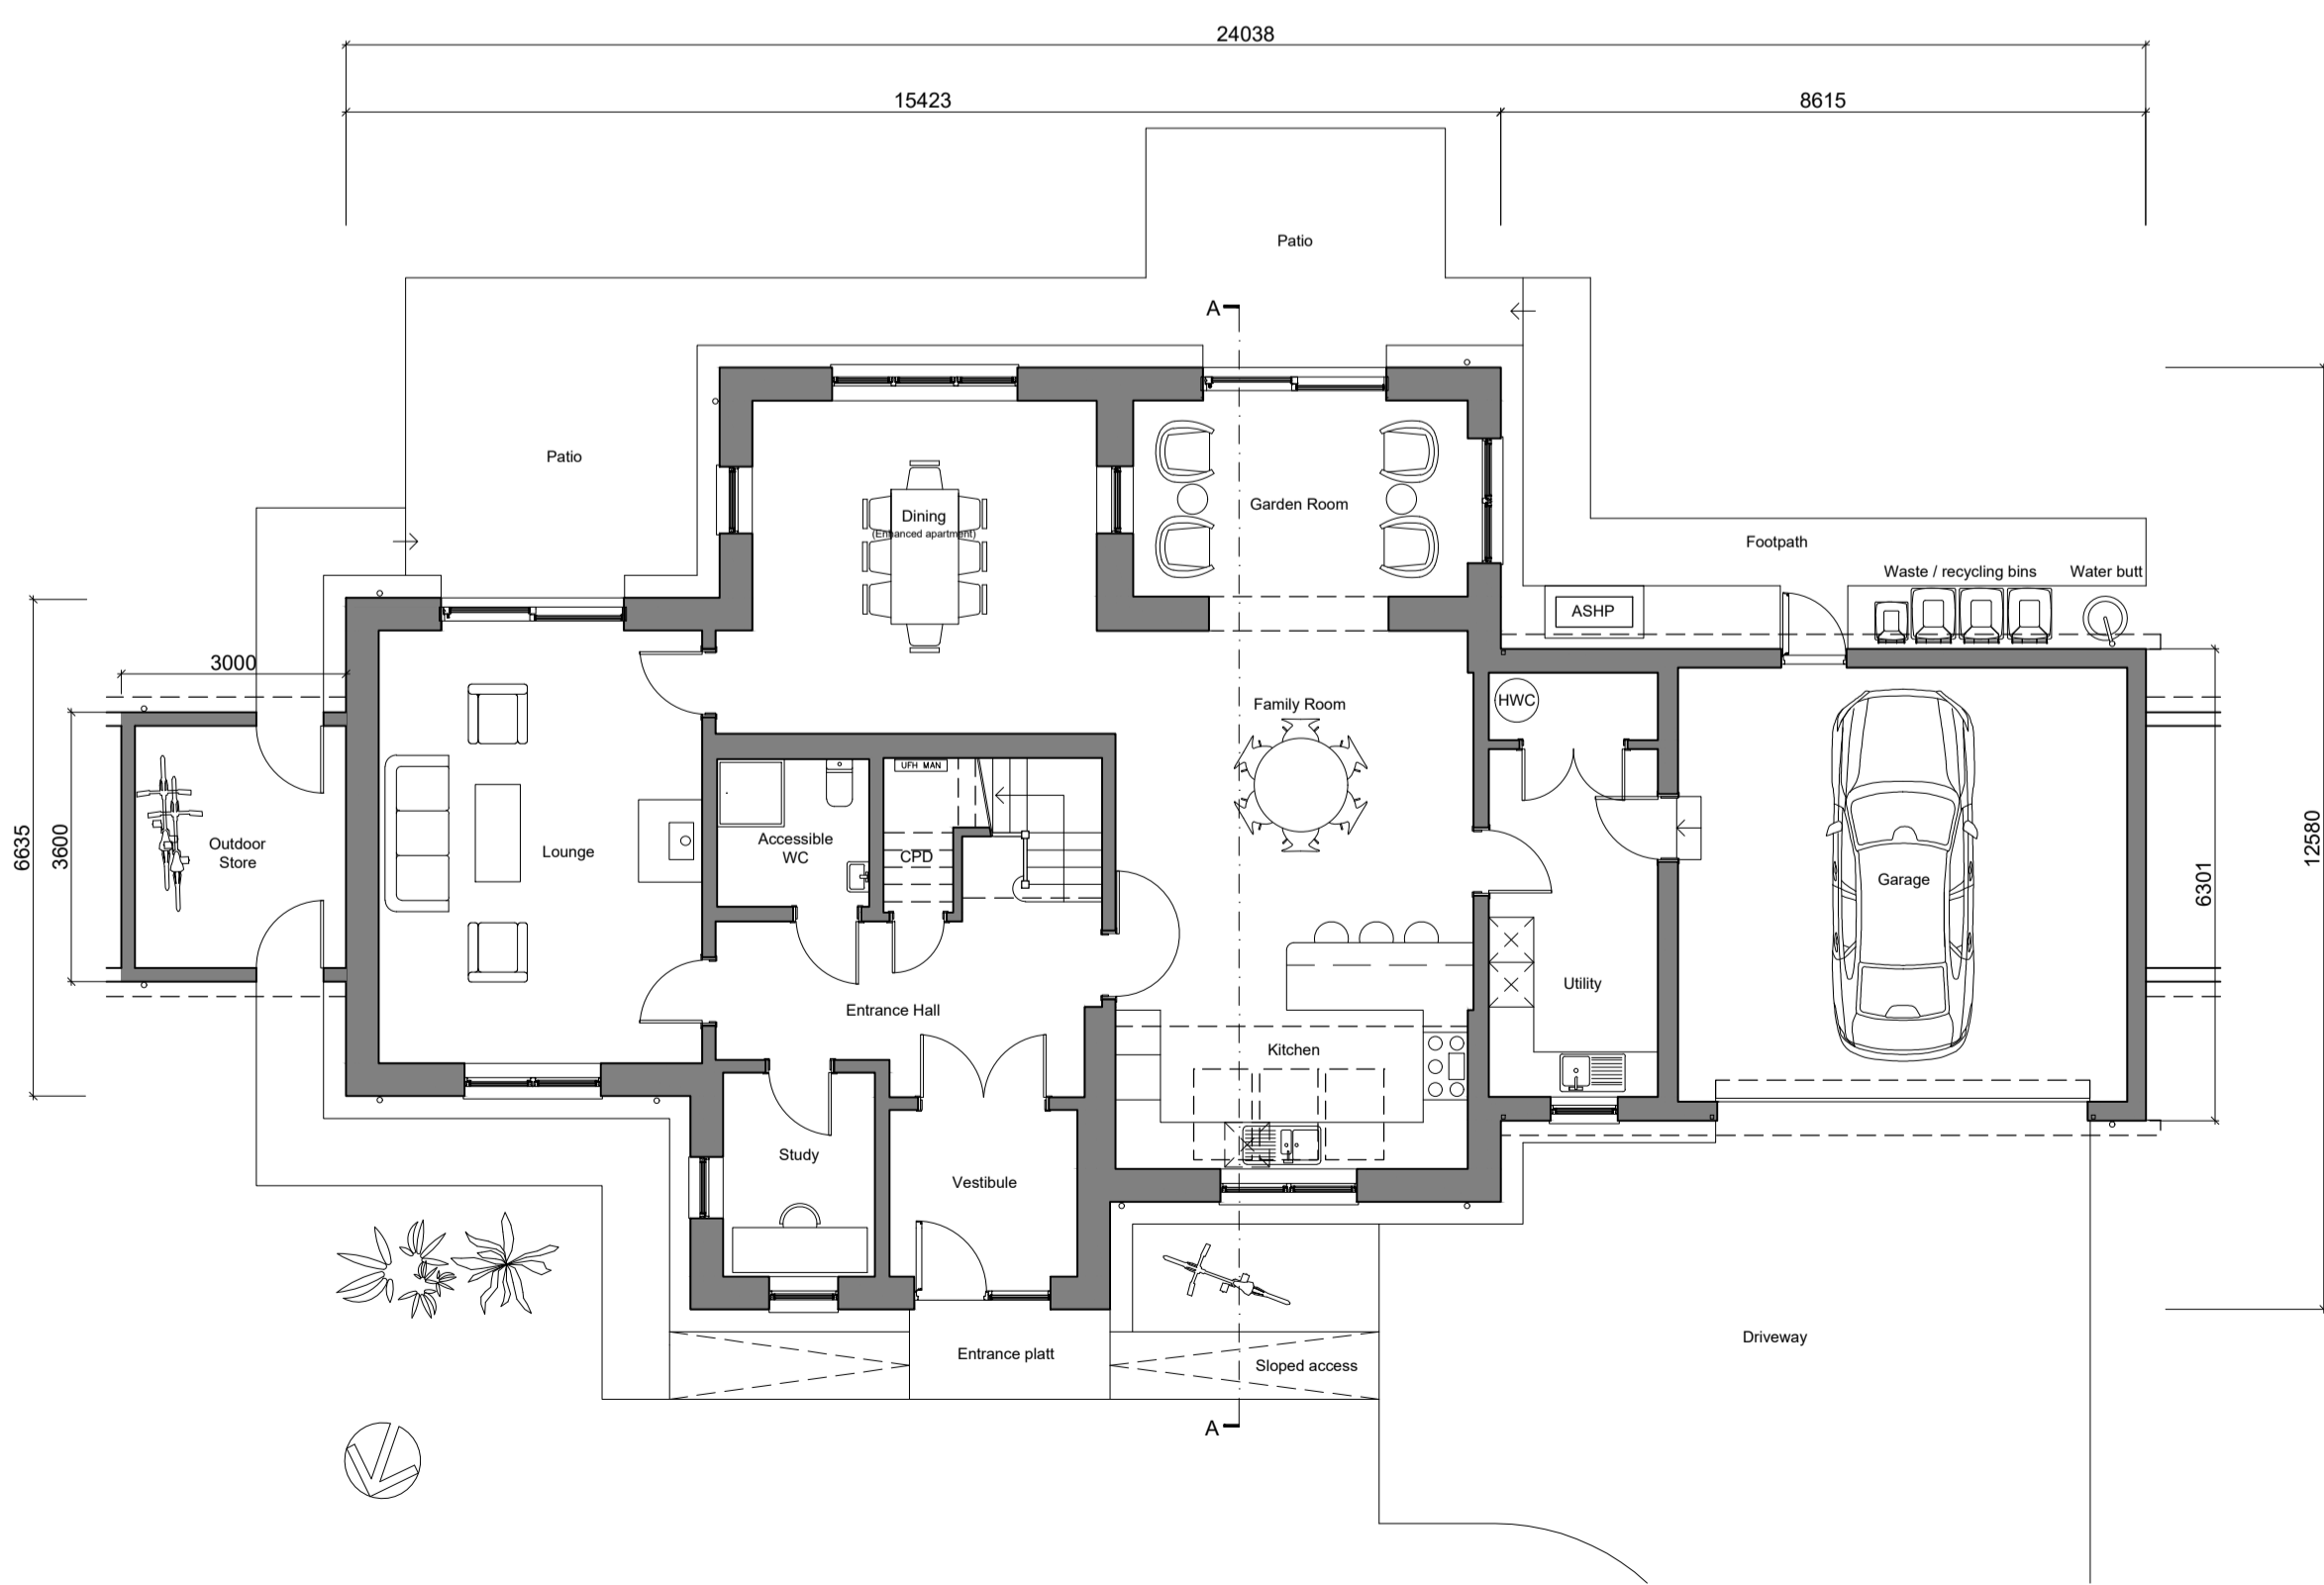 24038
15423
8615
Patio
A
Patio
Garden Room
Dining
(Enhanced apartment)
Footpath
Waste / recycling bins
Water butt
ASHP
3000
HWC
Family Room
UFH MAN
6635
3600
Outdoor
Store
Lounge
Accessible
WC
CPD
Garage
6301
12580
Utility
Entrance Hall
Kitchen
Study
Vestibule
Driveway
Entrance platt
Sloped access
A